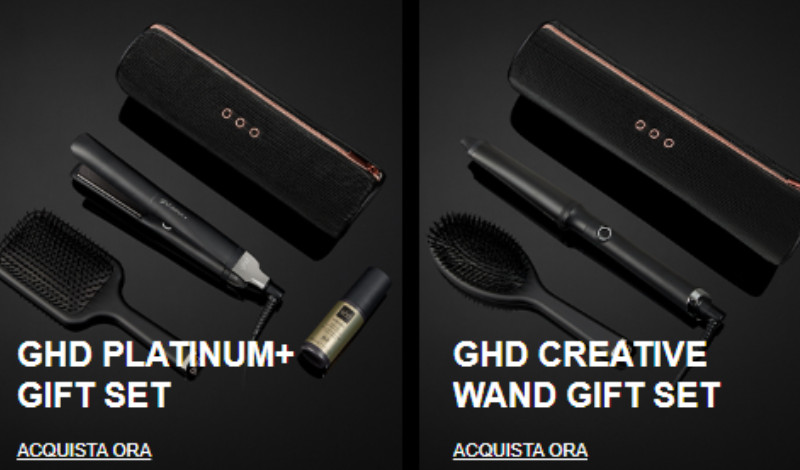 GHD PLATINUM+
GIFT SET
ACQUISTA ORA
GHD CREATIVE
WAND GIFT SET
ACQUISTA ORA